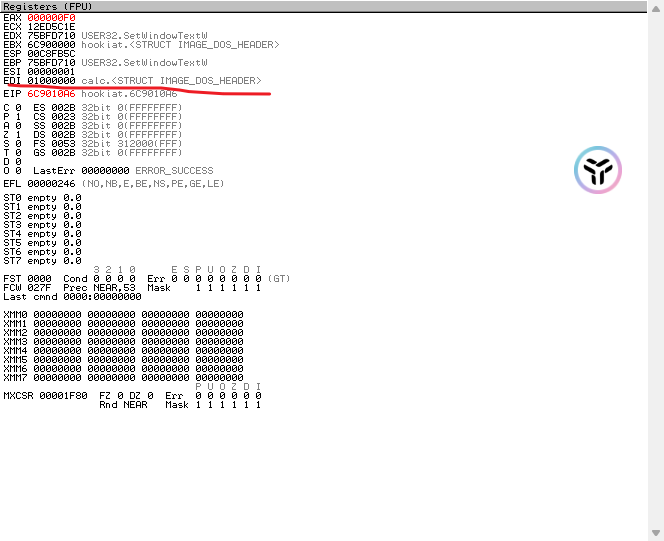 Registers (FPU)
EAX 000000F0
ECX 12ED5C1E
EDX 75BFD710 USER32.SetWindowTextW
EBX 6C900000 hookiat.<STRUCT IMAGE_DOS_HEADER>
ESP 00C8FB5C
EBP 75BFD710 USER32.SetWindowTextW
ESI 00000001
EDI 01000000 calc.<STRUCT IMAGE_DOS_HEADER>
EIP 6C9010A6 hookiat.6C9010A6
C 0 ES 002B 32bit 0(FFFFFFFF)
P 1 CS 0023 32bit 0(FFFFFFFF)
A 0 SS 002B 32bit 0(FFFFFFFF)
Z 1 DS 002B 32bit 0(FFFFFFFF)
S 0 FS 0053 32bit 312000(FFF)
T 0 GS 002B 32bit 0(FFFFFFFF)
D 0
O 0 LastErr 00000000 ERROR_SUCCESS
EFL 00000246 (NO,NB,E,BE,NS,PE,GE,LE)
ST0 empty 0.0
ST1 empty 0.0
ST2 empty 0.0
ST3 empty 0.0
ST4 empty 0.0
ST5 empty 0.0
ST6 empty 0.0
ST7 empty 0.0
3 2 1 0 E S P U O Z D I
FST 0000 Cond 0 0 0 0 Err 0 0 0 0 0 0 0 0 (GT)
FCW 027F Prec NEAR,53 Mask 1 1 1 1 1 1
Last cmnd 0000:00000000
XMM0 00000000 00000000 00000000 00000000
XMM1 00000000 00000000 00000000 00000000
XMM2 00000000 00000000 00000000 00000000
XMM3 00000000 00000000 00000000 00000000
XMM4 00000000 00000000 00000000 00000000
XMM5 00000000 00000000 00000000 00000000
XMM6 00000000 00000000 00000000 00000000
XMM7 00000000 00000000 00000000 00000000
P U O Z D I
MXCSR 00001F80 FZ 0 DZ 0 Err 0 0 0 0 0 0
Rnd NEAR Mask 1 1 1 1 1 1